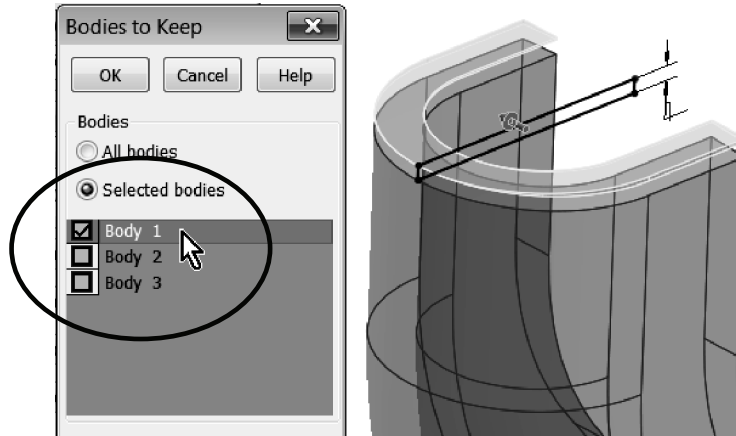 Bodies to Keep
OK Cancel Help
Bodies
All bodies
Selected bodies
Body 1
Body 2
Body 3